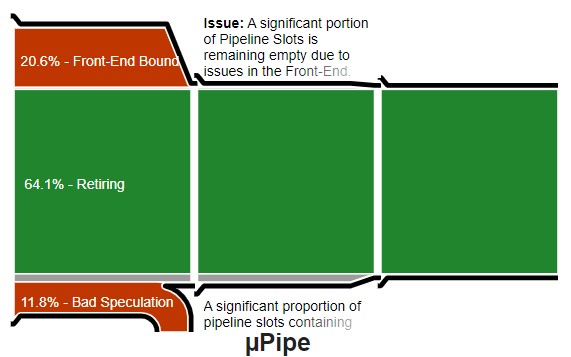 Issue: A significant portion
of Pipeline Slots is
remaining empty due to
issues in the Front-End.
20.6% - Front-End Bound
64.1% - Retiring
11.8% - Bad Speculation
A significant proportion of
pipeline slots containing
µPipe